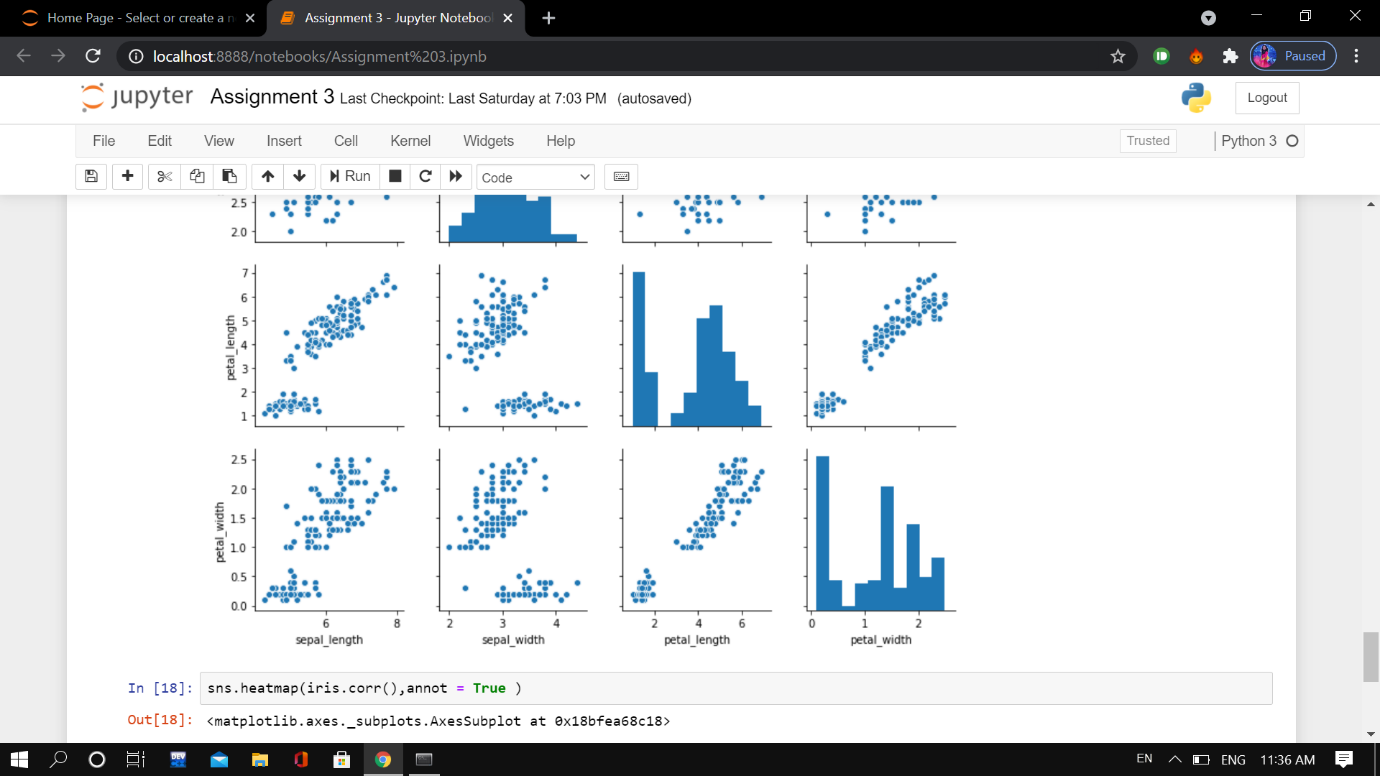 Home Page - Select or create a n
Assignment 3 - Jupyter Noteboo
localhost:8888/notebooks/Assignment%203.ipynb
Paused
jupyter Assignment 3 Last Checkpoint: Last Saturday at 7:03 PM (autosaved)
Logout
File Edit View Insert Cell Kernel Widgets Help
Trusted
Python 3
Run
Code
2.5
2.0
7
6
5
4
3
2
1
petal_length
2.5
2.0
1.5
1.0
0.5
0.0
petal_width
6 8
sepal_length
2 3 4
sepal_width
2 4 6
petal_length
0 1 2
petal_width
In [18]: sns.heatmap(iris.corr(),annot = True )
Out[18]: <matplotlib.axes._subplots.AxesSubplot at 0x18bfea68c18>
DEV
EN
ENG
11:36 AM